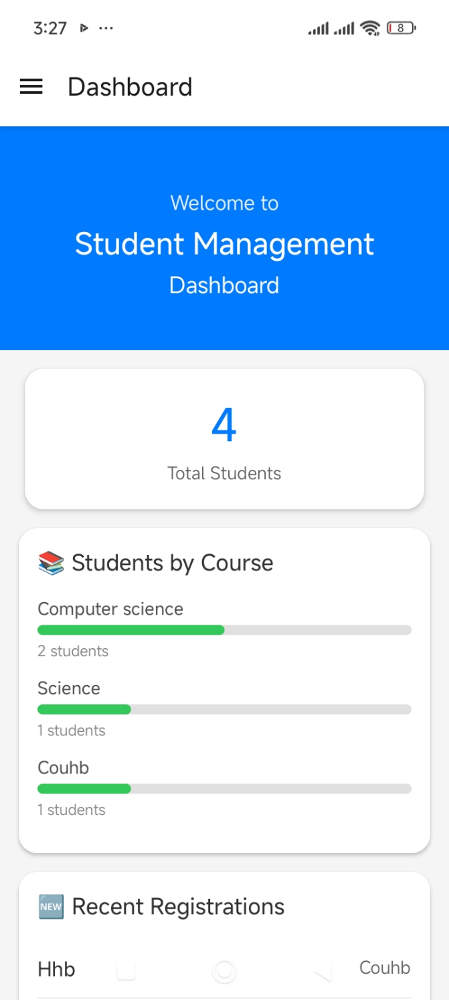 3:27
8
Dashboard
Welcome to
Student Management
Dashboard
4
Total Students
Students by Course
Computer science
2 students
Science
1 students
Couhb
1 students
NEW Recent Registrations
Hhb Couhb